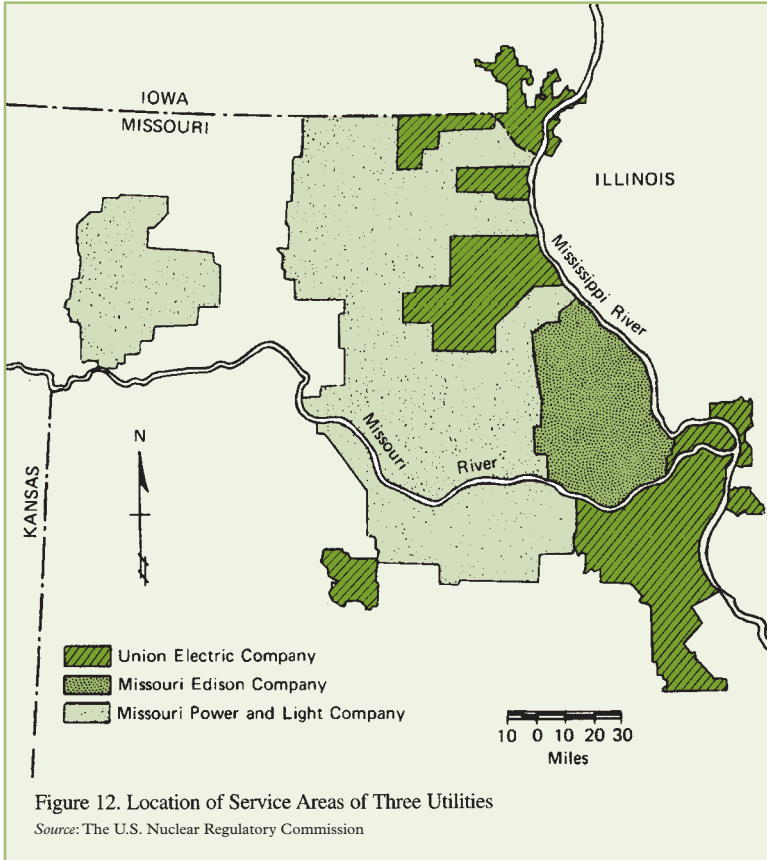 IOWA
MISSOURI
ILLINOIS
Mississippi River
Missouri
River
N
KANSAS
Union Electric Company
Missouri Edison Company
Missouri Power and Light Company
10 0 10 20 30
Miles
Figure 12. Location of Service Areas of Three Utilities
Source: The U.S. Nuclear Regulatory Commission